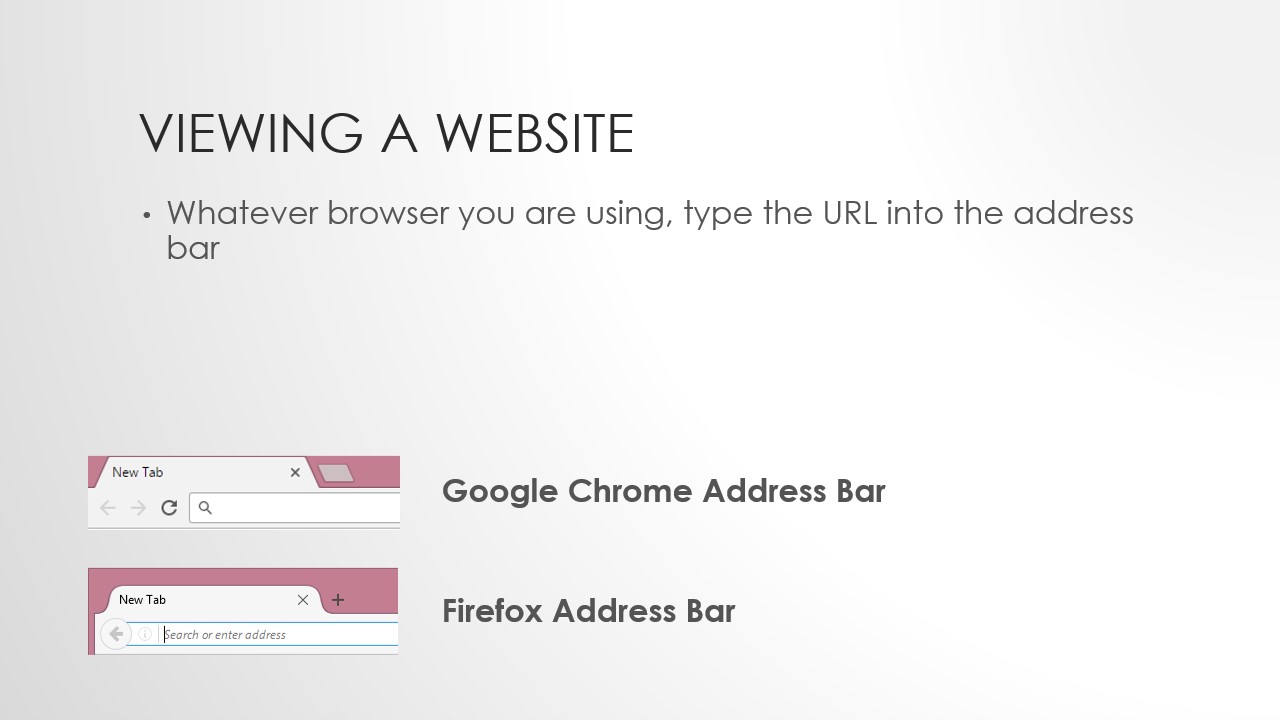 VIEWING A WEBSITE
• Whatever browser you are using, type the URL into the address
bar
New Tab
Google Chrome Address Bar
New Tab
Search or enter address
Firefox Address Bar